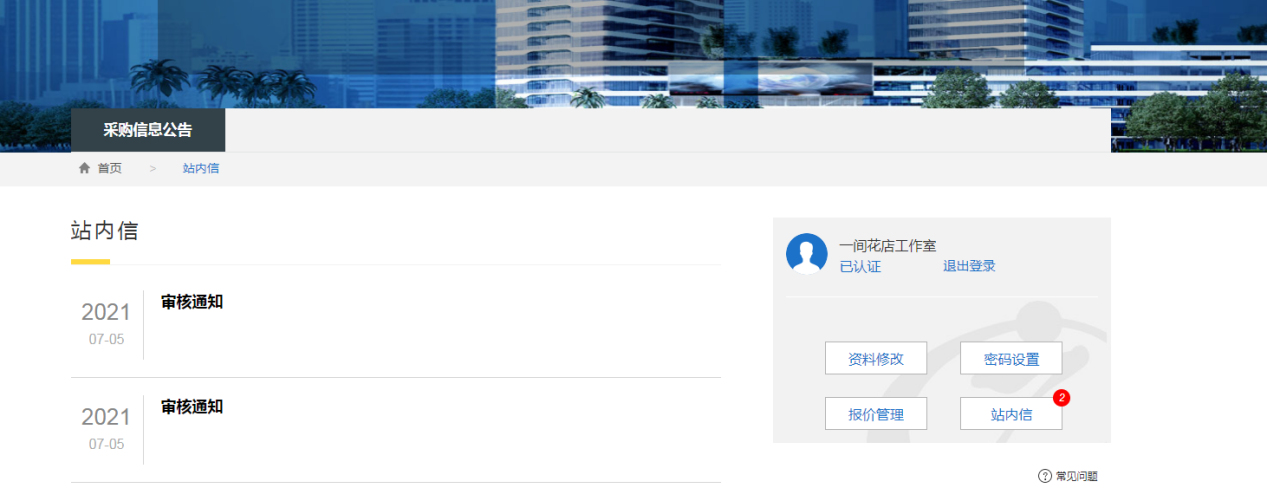 采购信息公告
首页 > 站内信
站内信
2021
07-05
审核通知
2021
07-05
审核通知
一间花店工作室
已认证 退出登录
资料修改 密码设置
报价管理 站内信 2
? 常见问题